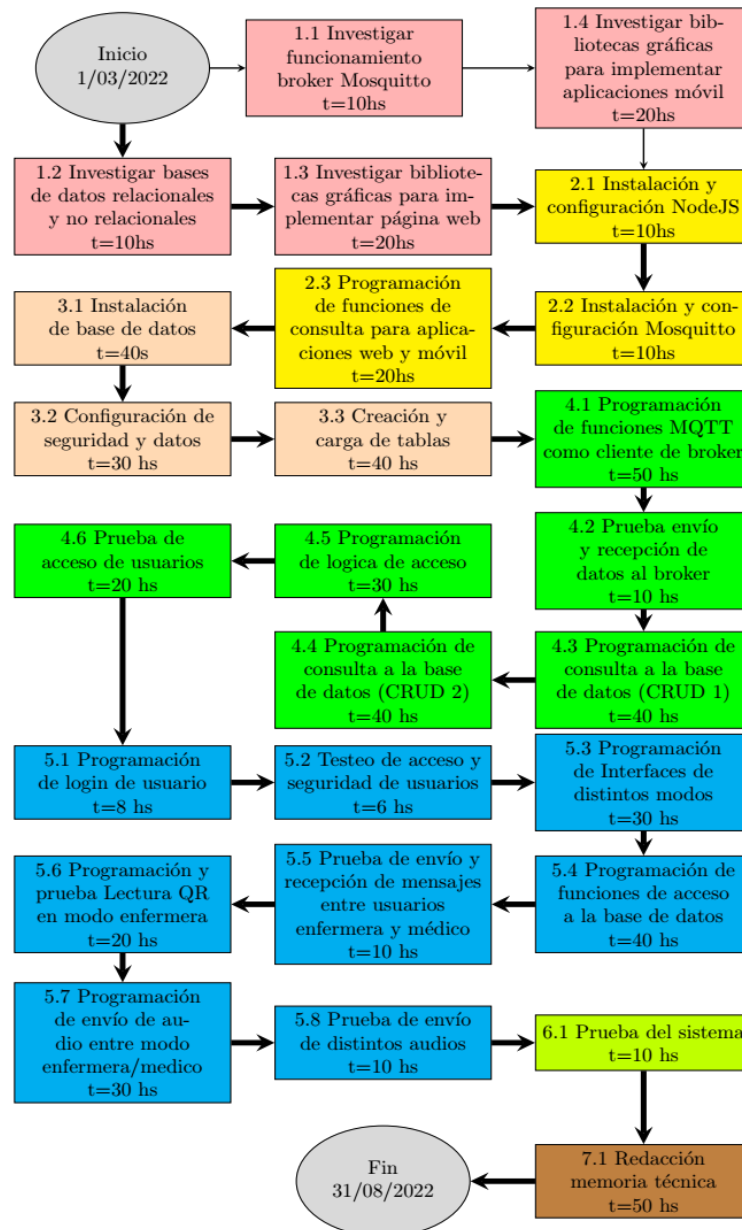 Inicio
1/03/2022
1.1 Investigar
funcionamiento
broker Mosquitto
t=10hs
1.4 Investigar bib-
liotecas gráficas
para implementar
aplicaciones móvil
t=20hs
1.2 Investigar bases
de datos relacionales
y no relacionales
t=10hs
1.3 Investigar bibliote-
cas gráficas para im-
plementar página web
t=20hs
2.1 Instalación y
configuración NodeJS
t=10hs
3.1 Instalación
de base de datos
t=40s
2.3 Programación
de funciones de
consulta para aplica-
ciones web y móvil
t=20hs
2.2 Instalación y con-
figuración Mosquitto
t=10hs
3.2 Configuración de
seguridad y datos
t=30 hs
3.3 Creación y
carga de tablas
t=40 hs
4.1 Programación
de funciones MQTT
como cliente de broker
t=50 hs
4.6 Prueba de
acceso de usuarios
t=20 hs
4.5 Programación
de logica de acceso
t=30 hs
4.2 Prueba envío
y recepción de
datos al broker
t=10 hs
4.4 Programación de
consulta a la base
de datos (CRUD 2)
t=40 hs
4.3 Programación de
consulta a la base
de datos (CRUD 1)
t=40 hs
5.1 Programación
de login de usuario
t=8 hs
5.2 Testeo de acceso y
seguridad de usuarios
t=6 hs
5.3 Programación
de Interfaces de
distintos modos
t=30 hs
5.6 Programación y
prueba Lectura QR
en modo enfermera
t=20 hs
5.5 Prueba de envío y
recepción de mensajes
entre usuarios
enfermera y médico
t=10 hs
5.4 Programación de
funciones de acceso
a la base de datos
t=40 hs
5.7 Programación
de envío de au-
dio entre modo
enfermera/medico
t=30 hs
5.8 Prueba de envío
de distintos audios
t=10 hs
6.1 Prueba del sistema
t=10 hs
Fin
31/08/2022
7.1 Redacción
memoria técnica
t=50 hs